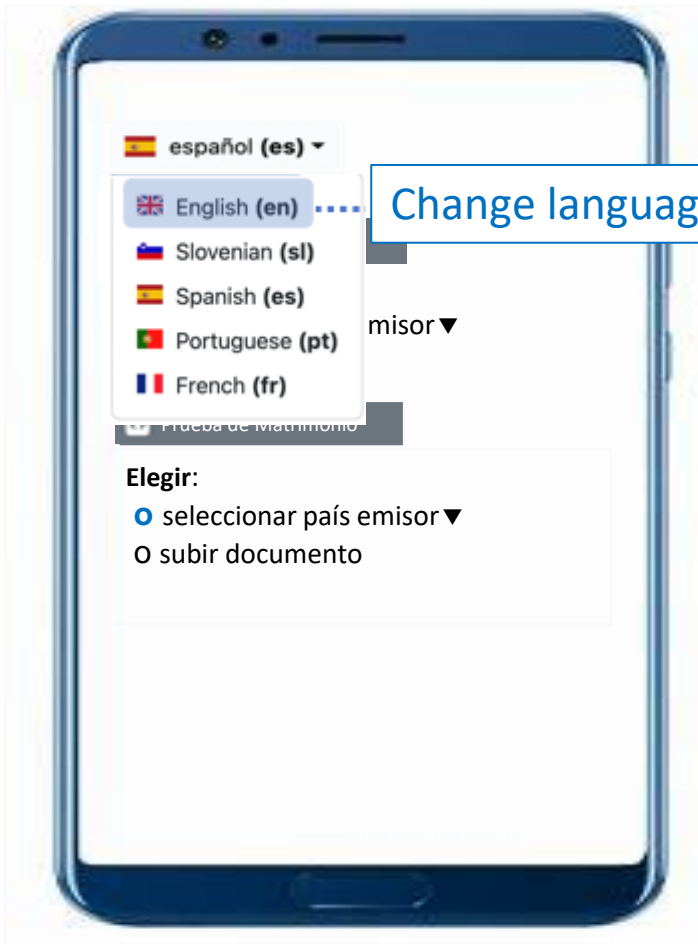 español (es)
English (en)
Change languag
Slovenian (sl)
Spanish (es)
misor▼
Portuguese (pt)
French (fr)
Prueba de Matrimonio
Elegir:
o seleccionar país emisor▼
o subir documento